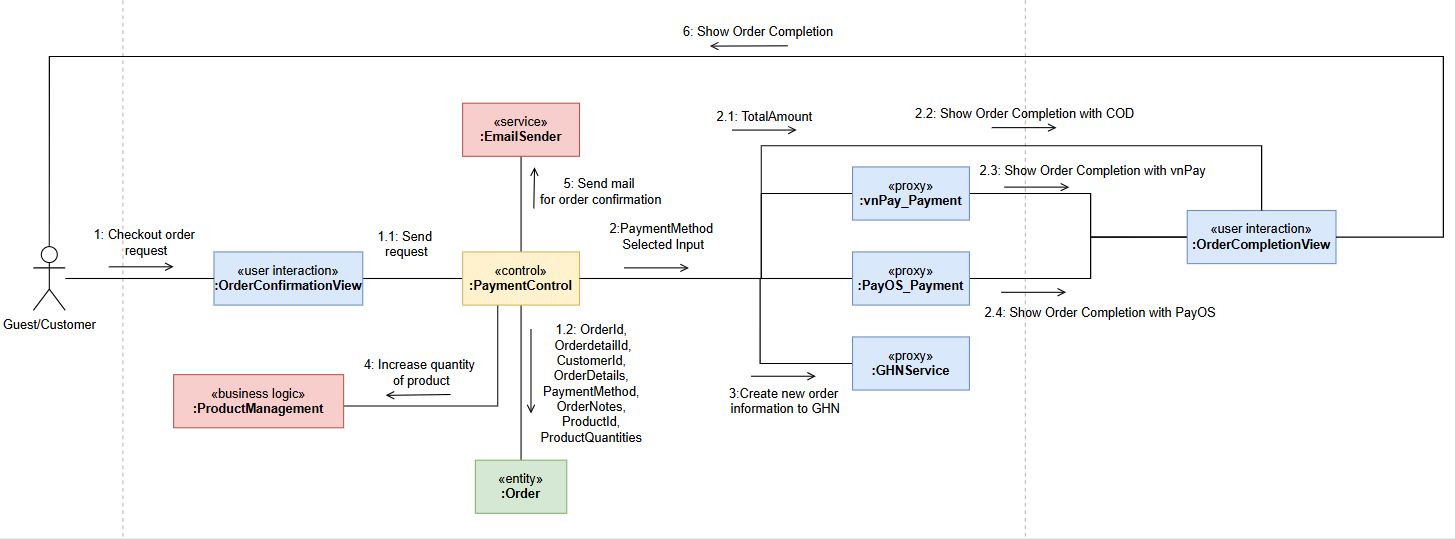 6: Show Order Completion
2.1: TotalAmount
2.2: Show Order Completion with COD
«service»
:EmailSender
5: Send mail
for order confirmation
«proxy»
:vnPay_Payment
2.3: Show Order Completion with vnPay
«user interaction»
:OrderCompletionView
1: Checkout order
request
1.1: Send
request
2:PaymentMethod
Selected Input
Guest/Customer
«user interaction»
:OrderConfirmationView
«control»
:PaymentControl
«proxy»
:PayOS_Payment
2.4: Show Order Completion with PayOS
1.2: OrderId,
OrderdetailId,
CustomerId,
OrderDetails,
PaymentMethod,
OrderNotes,
ProductId,
ProductQuantities
4: Increase quantity
of product
«business logic»
:ProductManagement
«proxy»
:GHNService
3:Create new order
information to GHN
«entity»
:Order